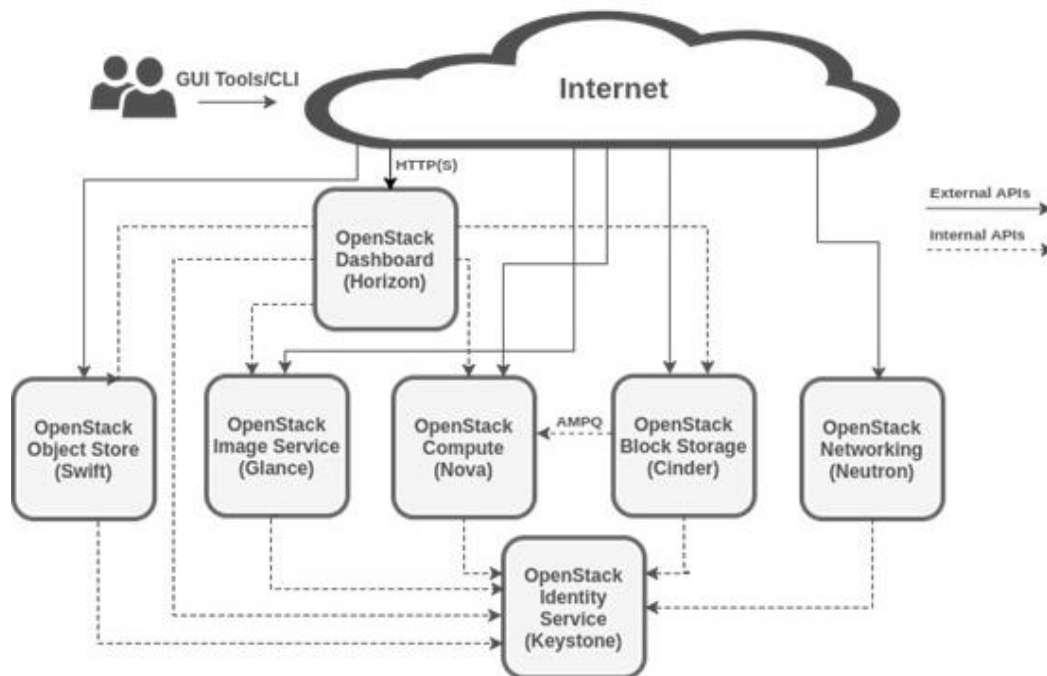 GUI Tools/CLI
Internet
HTTP(S)
External APIs
Internal APIs
OpenStack
Dashboard
(Horizon)
OpenStack
Object Store
(Swift)
OpenStack
Image Service
(Glance)
OpenStack
Compute
(Nova)
AMPQ
OpenStack
Block Storage
(Cinder)
OpenStack
Networking
(Neutron)
OpenStack
Identity
Service
(Keystone)